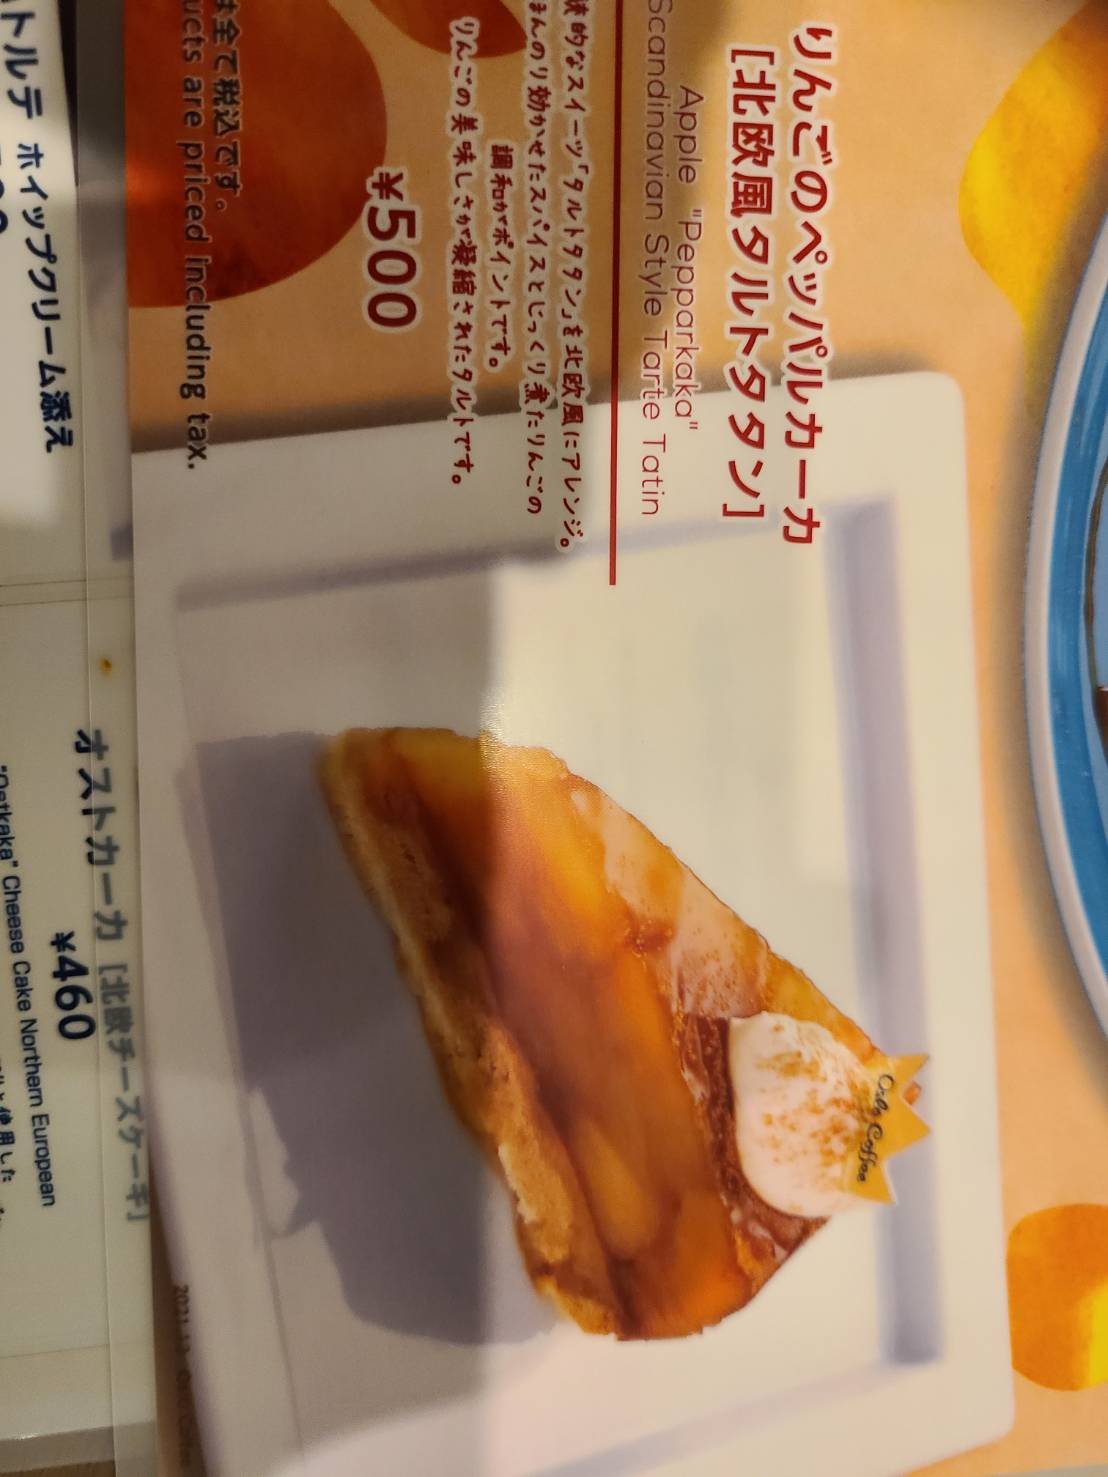 りんごのペッパルカーカ
[北欧風タルトタタン]
Apple "Pepparkaka"
Scandinavian Style Tarte Tatin
的なスイーツ「タルトタタン」を北欧風にアレンジ。
まんのり効かせたスパイスとじっくり煮たりんごの
調和がポイントです。
りんごの美味しさが凝縮されたタルトです。
¥500
全て税込です。
ucts are priced including tax.
Oslo Coffee
トルテ ホイップクリーム添え
オストカーカ [北欧チーズケーキ]
¥460
"Ostkaka" Cheese Cake Northern European
使用した